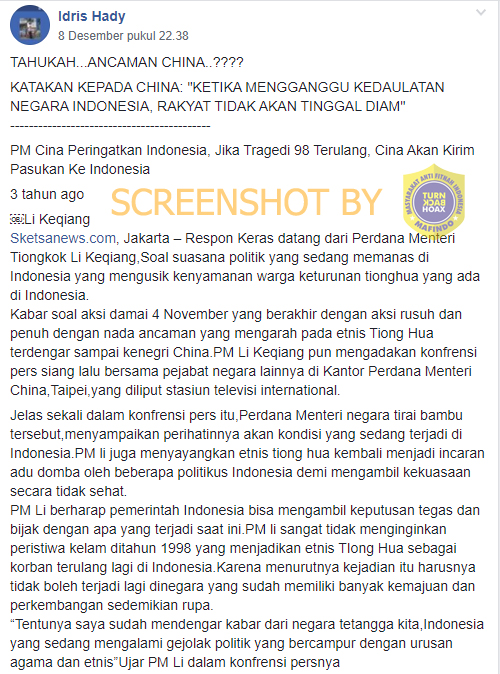 Idris Hady
8 Desember pukul 22.38
TAHUKAH...ANCAMAN CHINA..????
KATAKAN KEPADA CHINA: "KETIKA MENGGANGGU KEDAULATAN
NEGARA INDONESIA, RAKYAT TIDAK AKAN TINGGAL DIAM"
-------------------------------------------
PM Cina Peringatkan Indonesia, Jika Tragedi 98 Terulang, Cina Akan Kirim
Pasukan Ke Indonesia
3 tahun ago
SCREENSHOT BY
MASYARAKAT ANTI FITNAH INDONESIA
TURN
BACK
HOAX
MAFINDO
Li Keqiang
Sketsanews.com, Jakarta – Respon Keras datang dari Perdana Menteri
Tiongkok Li Keqiang,Soal suasana politik yang sedang memanas di
Indonesia yang mengusik kenyamanan warga keturunan tionghua yang ada
di Indonesia.
Kabar soal aksi damai 4 November yang berakhir dengan aksi rusuh dan
penuh dengan nada ancaman yang mengarah pada etnis Tiong Hua
terdengar sampai kenegri China.PM Li Keqiang pun mengadakan konfrensi
pers siang lalu bersama pejabat negara lainnya di Kantor Perdana Menteri
China,Taipei,yang diliput stasiun televisi international.
Jelas sekali dalam konfrensi pers itu,Perdana Menteri negara tirai bambu
tersebut,menyampaikan perihatinnya akan kondisi yang sedang terjadi di
Indonesia.PM li juga menyayangkan etnis tiong hua kembali menjadi incaran
adu domba oleh beberapa politikus Indonesia demi mengambil kekuasaan
secara tidak sehat.
PM Li berharap pemerintah Indonesia bisa mengambil keputusan tegas dan
bijak dengan apa yang terjadi saat ini.PM li sangat tidak menginginkan
peristiwa kelam ditahun 1998 yang menjadikan etnis TIong Hua sebagai
korban terulang lagi di Indonesia.Karena menurutnya kejadian itu harusnya
tidak boleh terjadi lagi dinegara yang sudah memiliki banyak kemajuan dan
perkembangan sedemikian rupa.
“Tentunya saya sudah mendengar kabar dari negara tetangga kita,Indonesia
yang sedang mengalami gejolak politik yang bercampur dengan urusan
agama dan etnis”Ujar PM Li dalam konfrensi persnya